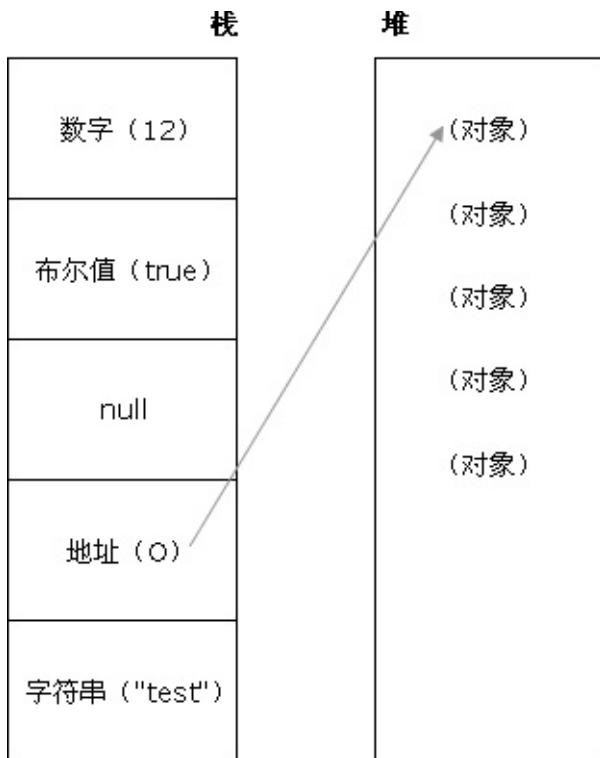 栈
堆
数字（12）
布尔值（true）
null
地址（O）
字符串（"test"）
(对象）
(对象）
(对象）
(对象）
(对象）